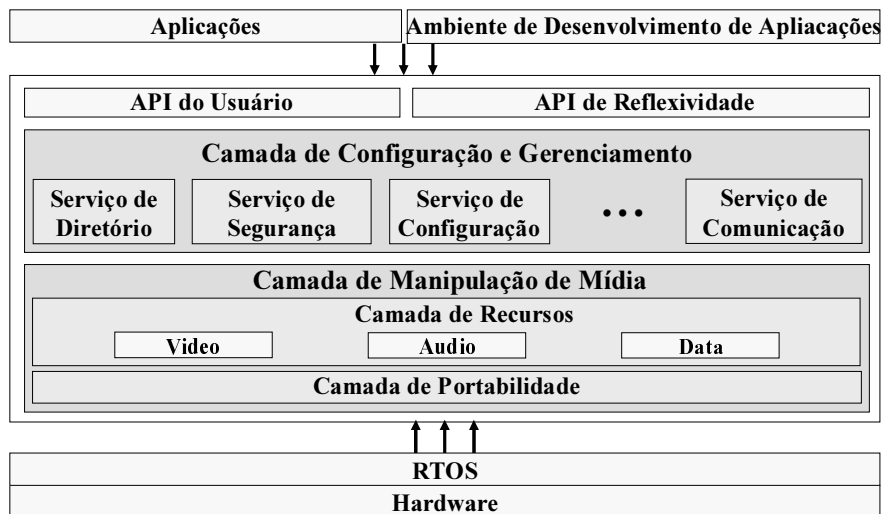 Aplicações
Ambiente de Desenvolvimento de Apliacações
API do Usuário
API de Reflexividade
Camada de Configuração e Gerenciamento
Serviço de
Diretório
Serviço de
Segurança
Serviço de
Configuração
...
Serviço de
Comunicação
Camada de Manipulação de Mídia
Camada de Recursos
Video
Audio
Data
Camada de Portabilidade
RTOS
Hardware